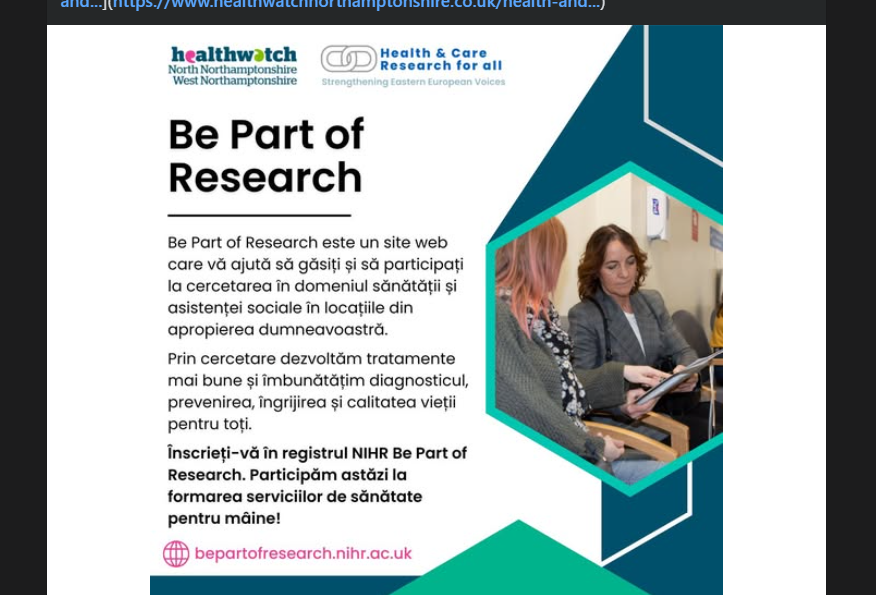 and...](https://www.healthwatchnorthamptonshire.co.uk/health-and...)
healthwatch
North Northamptonshire
West Northamptonshire
Health & Care
Research for all
Strengthening Eastern European Voices
Be Part of
Research
Be Part of Research este un site web
care vă ajută să găsiți și să participați
la cercetarea în domeniul sănătății și
asistenței sociale în locațiile din
apropierea dumneavoastră.
Prin cercetare dezvoltăm tratamente
mai bune și îmbunătățim diagnosticul,
prevenirea, îngrijirea și calitatea vieții
pentru toți.
Înscrieți-vă în registrul NIHR Be Part of
Research. Participăm astăzi la
formarea serviciilor de sănătate
pentru mâine!
bepartofresearch.nihr.ac.uk